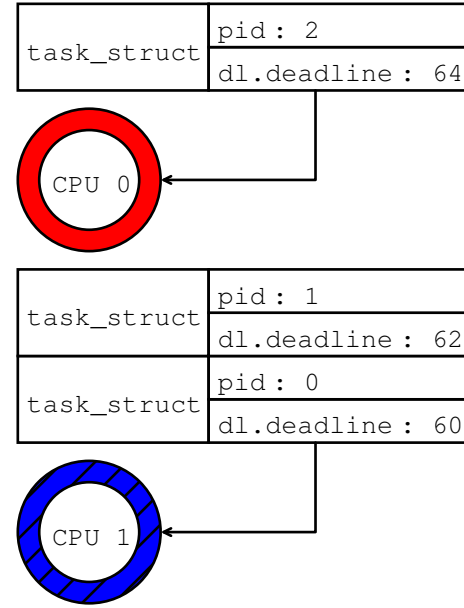 task_struct
pid : 2
dl.deadline : 64
CPU 0
task_struct
pid : 1
dl.deadline : 62
task_struct
pid : 0
dl.deadline : 60
CPU 1